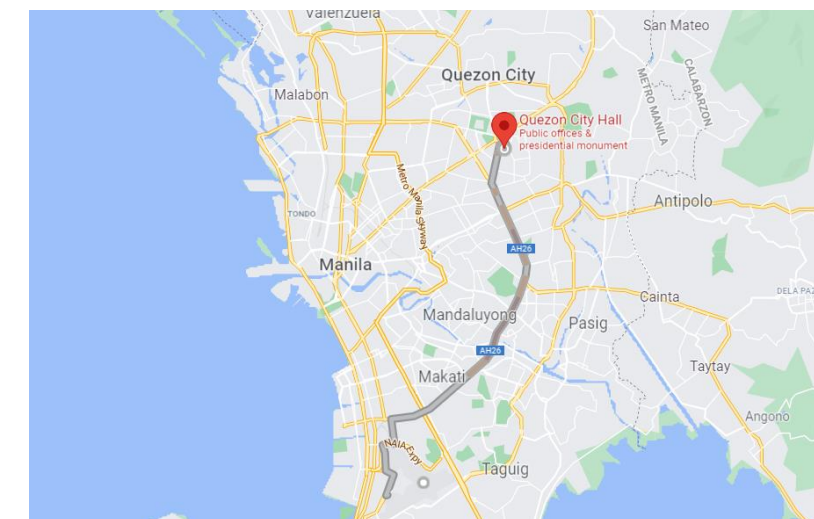 Valenzuela
San Mateo
Quezon City
METRO MANILA
CALABARZON
Malabon
Quezon City Hall
Public offices &
presidential monument
Metro Manila Skyway
Antipolo
TONDO
AH26
Manila
DELA PAZ
Cainta
Mandaluyong
Pasig
AH26
Makati
Taytay
Angono
NAIA Expy
Taguig